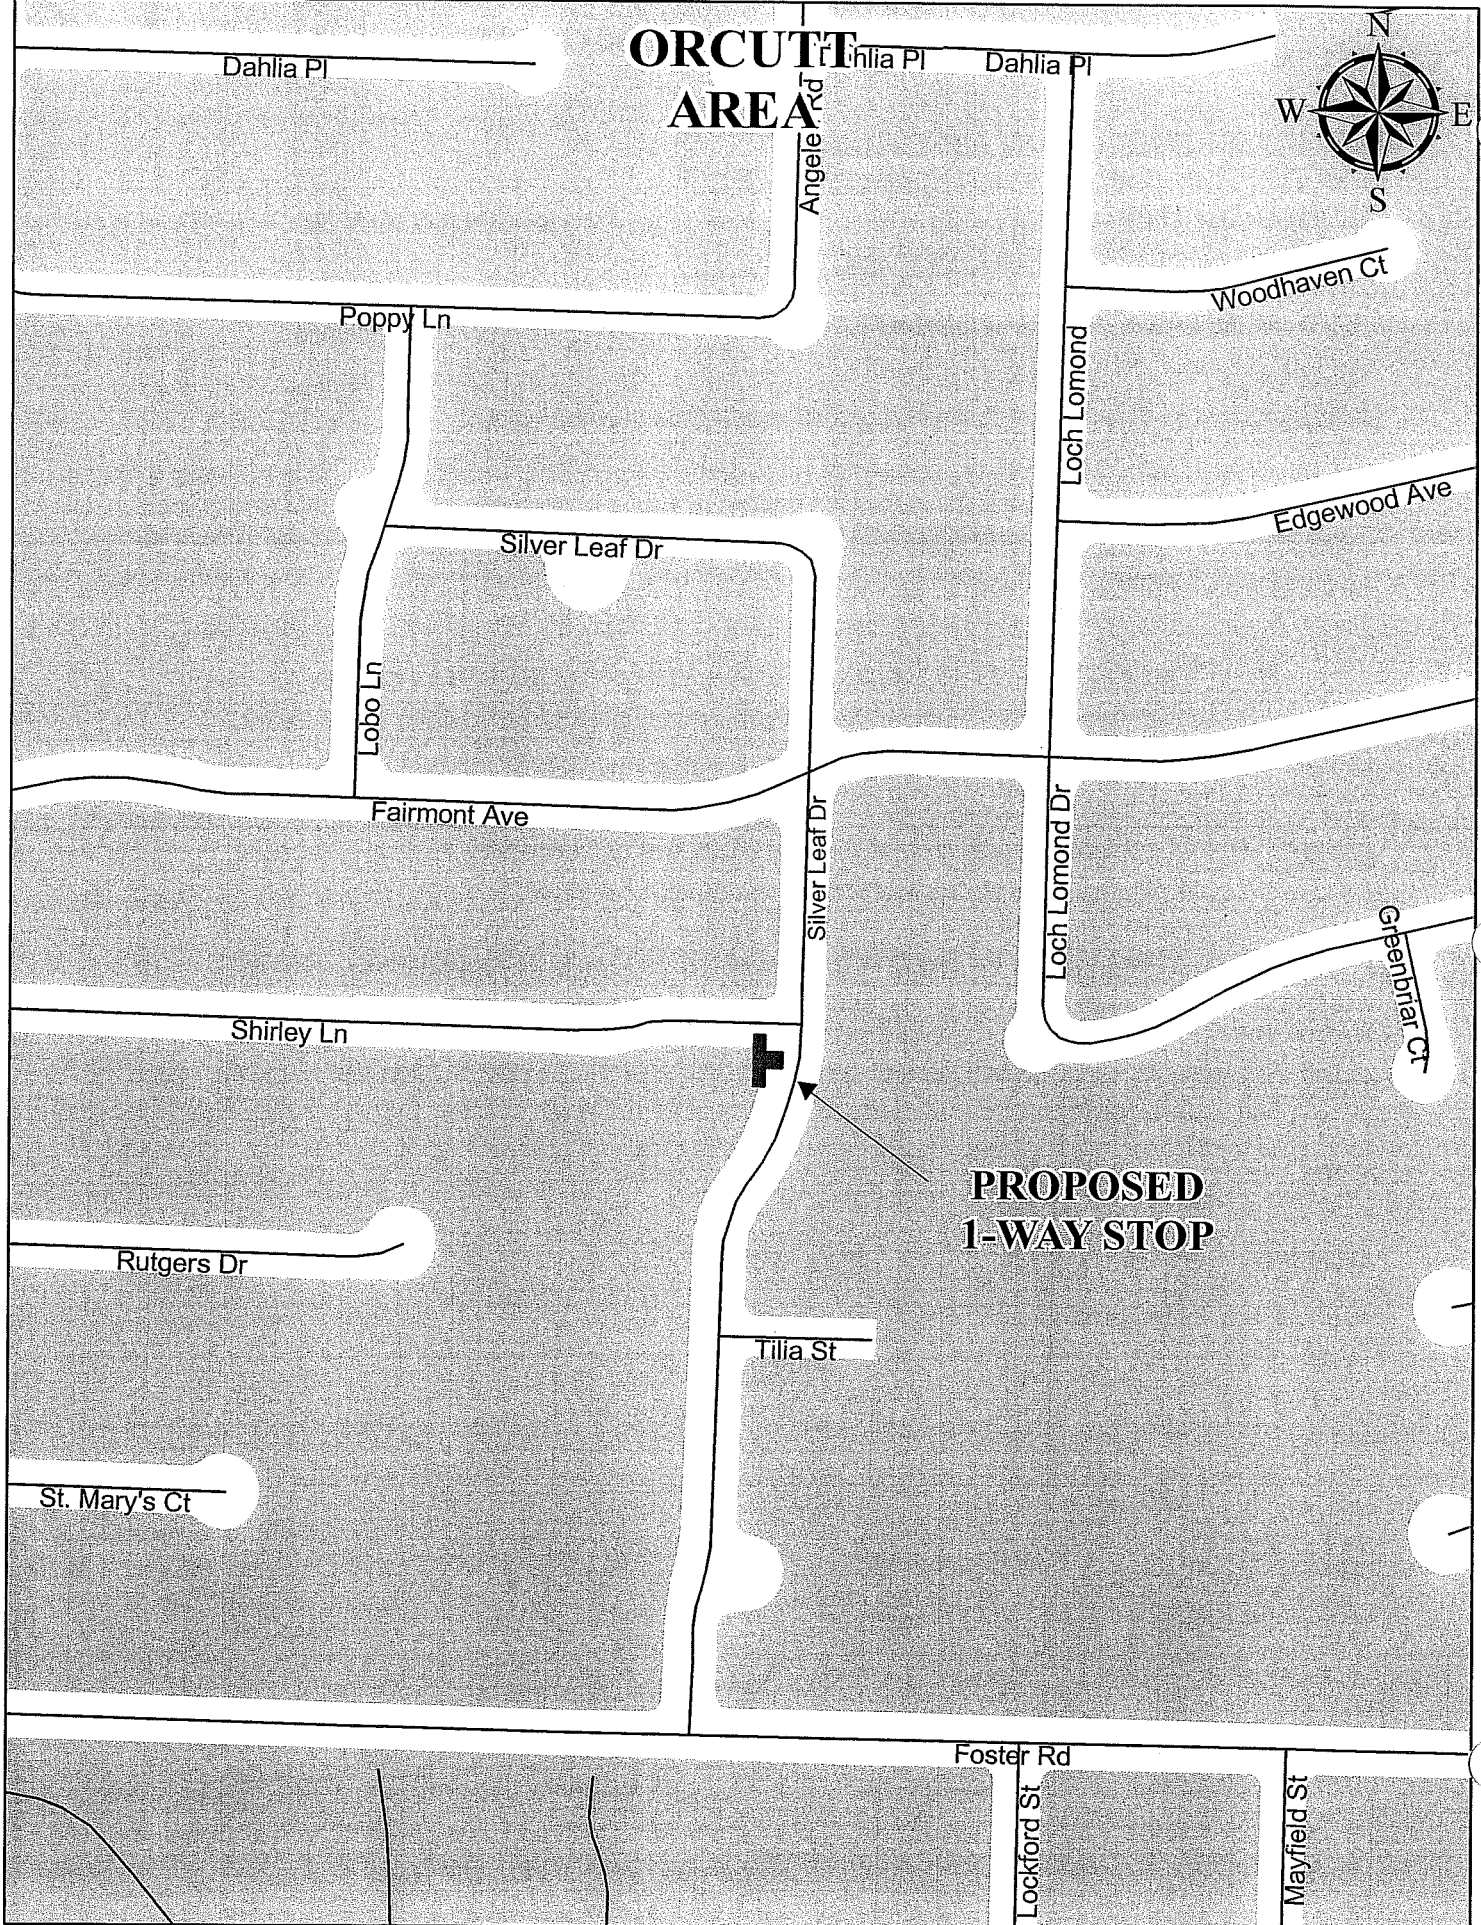 N
ORCUTT
Dahlia Pl
Dahlia Pl
AREA
Rd
W
E
Angele
S
Woodhaven Ct
Poppy Ln
Loch Lomond
Edgewood Ave
Silver Leaf Dr
Lobo Ln
Fairmont Ave
Silver Leaf Dr
Loch Lomond Dr
Greenbriar Ct
Shirley Ln
PROPOSED
1-WAY STOP
Rutgers Dr
Tilia St
St. Mary's Ct
Foster Rd
Lockford St
Mayfield St